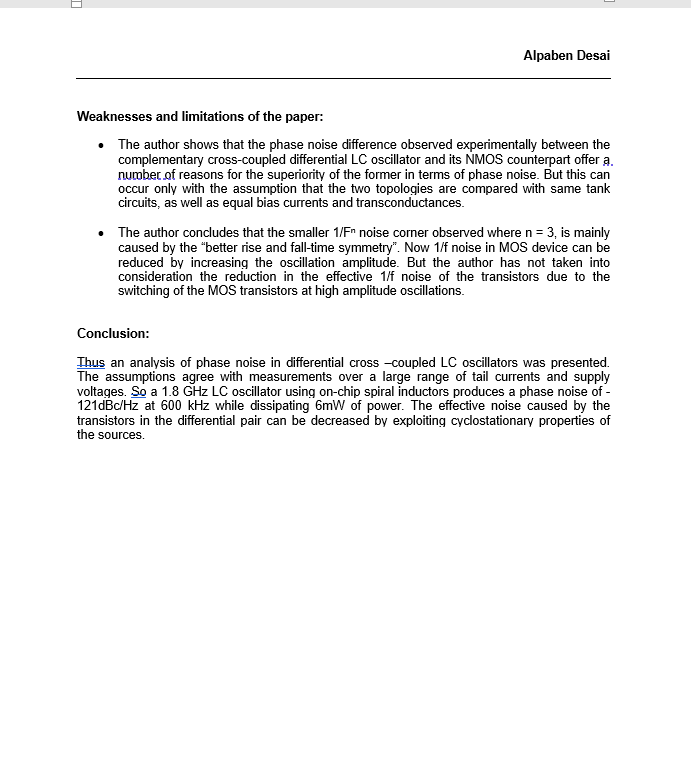 Alpaben Desai
Weaknesses and limitations of the paper:
• The author shows that the phase noise difference observed experimentally between the
complementary cross-coupled differential LC oscillator and its NMOS counterpart offer a
number of reasons for the superiority of the former in terms of phase noise. But this can
occur only with the assumption that the two topologies are compared with same tank
circuits, as well as equal bias currents and transconductances.
• The author concludes that the smaller 1/Fⁿ noise corner observed where n = 3, is mainly
caused by the “better rise and fall-time symmetry”. Now 1/f noise in MOS device can be
reduced by increasing the oscillation amplitude. But the author has not taken into
consideration the reduction in the effective 1/f noise of the transistors due to the
switching of the MOS transistors at high amplitude oscillations.
Conclusion:
Thus an analysis of phase noise in differential cross –coupled LC oscillators was presented.
The assumptions agree with measurements over a large range of tail currents and supply
voltages. So a 1.8 GHz LC oscillator using on-chip spiral inductors produces a phase noise of -
121dBc/Hz at 600 kHz while dissipating 6mW of power. The effective noise caused by the
transistors in the differential pair can be decreased by exploiting cyclostationary properties of
the sources.